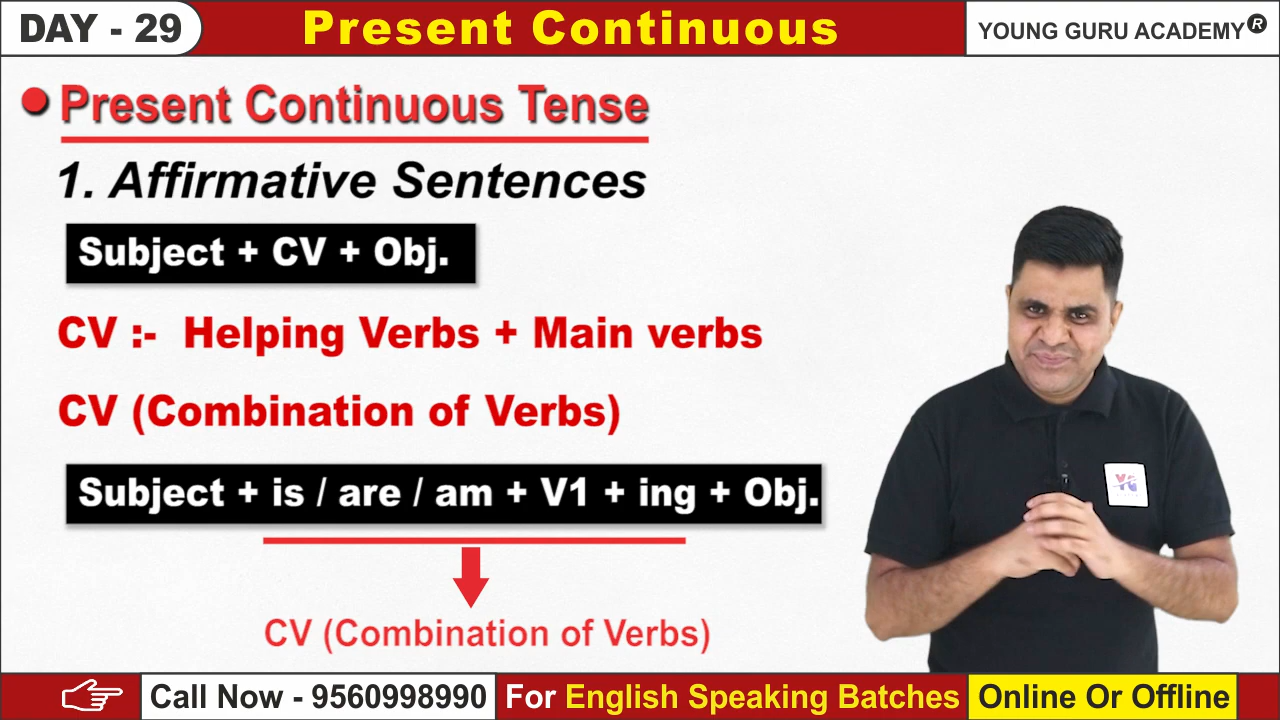 DAY - 29
Present Continuous
YOUNG GURU ACADEMY®
Present Continuous Tense
1. Affirmative Sentences
Subject + CV + Obj.
CV :- Helping Verbs + Main verbs
CV (Combination of Verbs)
Subject + is / are / am + V1 + ing + Obj.
CV (Combination of Verbs)
Call Now - 9560998990 For English Speaking Batches Online Or Offline